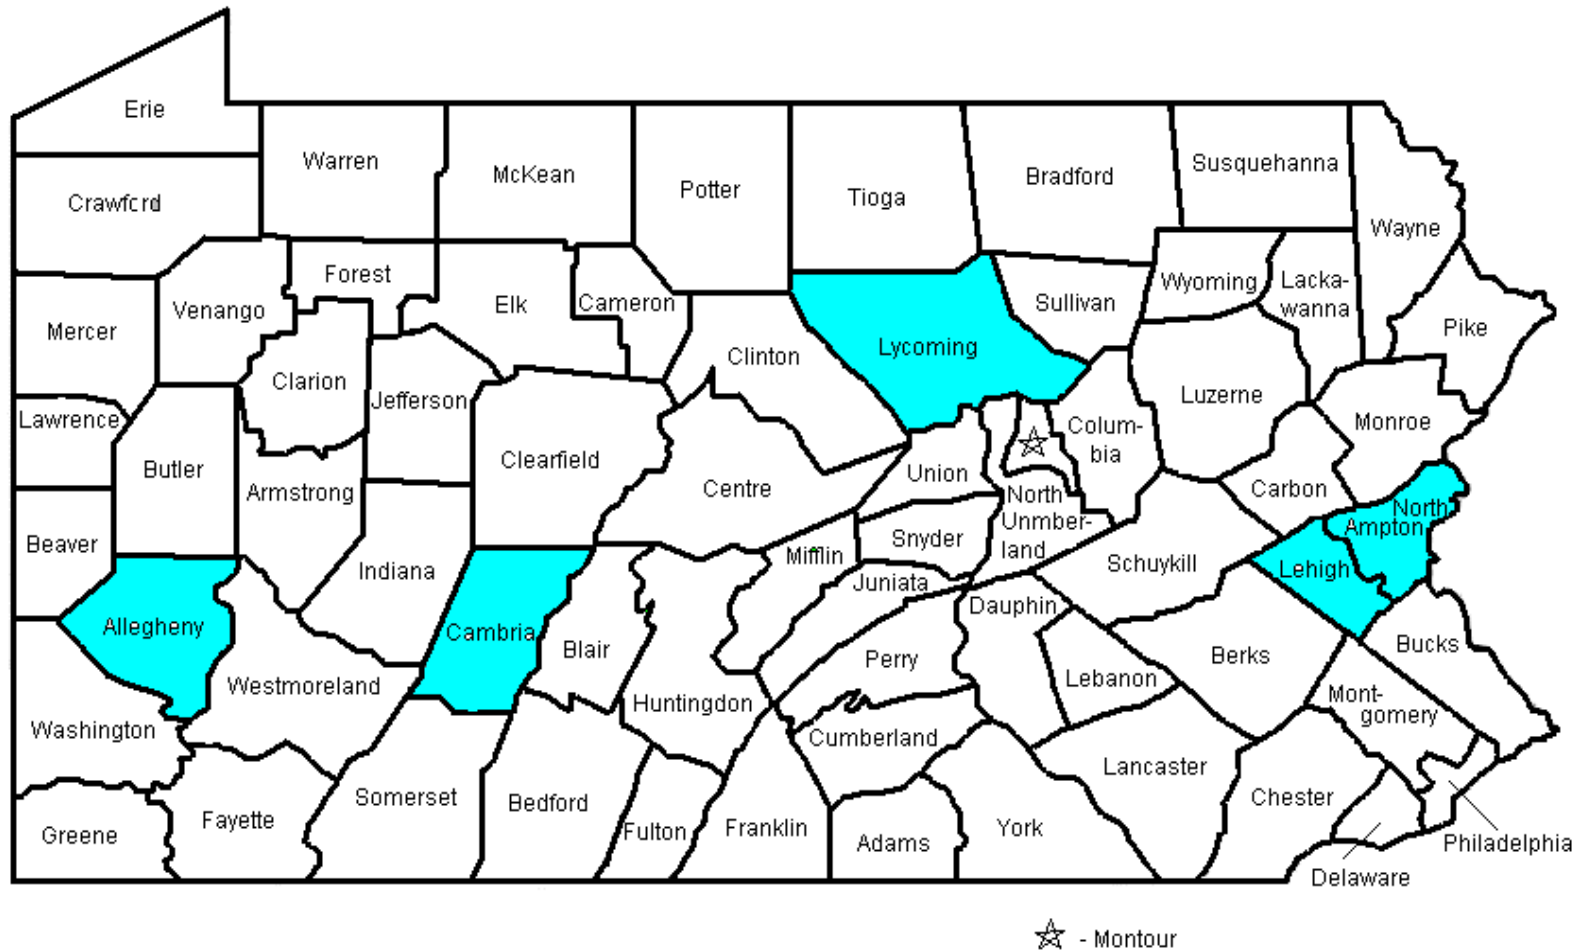 Erie
Warren
McKean
Potter
Tioga
Bradford
Susquehanna
Crawford
Wayne
Forest
Venango
Elk
Cameron
Sullivan
Wyoming
Lacka-
wanna
Mercer
Pike
Clinton
Lycoming
Clarion
Jefferson
Luzerne
Lawrence
Monroe
Colum-
bia
Butler
Clearfield
Armstrong
Centre
Union
Carbon
North
Unmber-
land
North
Ampton
Beaver
Snyder
Mifflin
Indiana
Juniata
Schuykill
Lehigh
Dauphin
Allegheny
Cambria
Blair
Perry
Berks
Bucks
Westmoreland
Lebanon
Huntingdon
Mont-
gomery
Washington
Cumberland
Lancaster
Somerset
Bedford
Chester
Greene
Fayette
Fulton
Franklin
Adams
York
Philadelphia
Delaware
- Montour